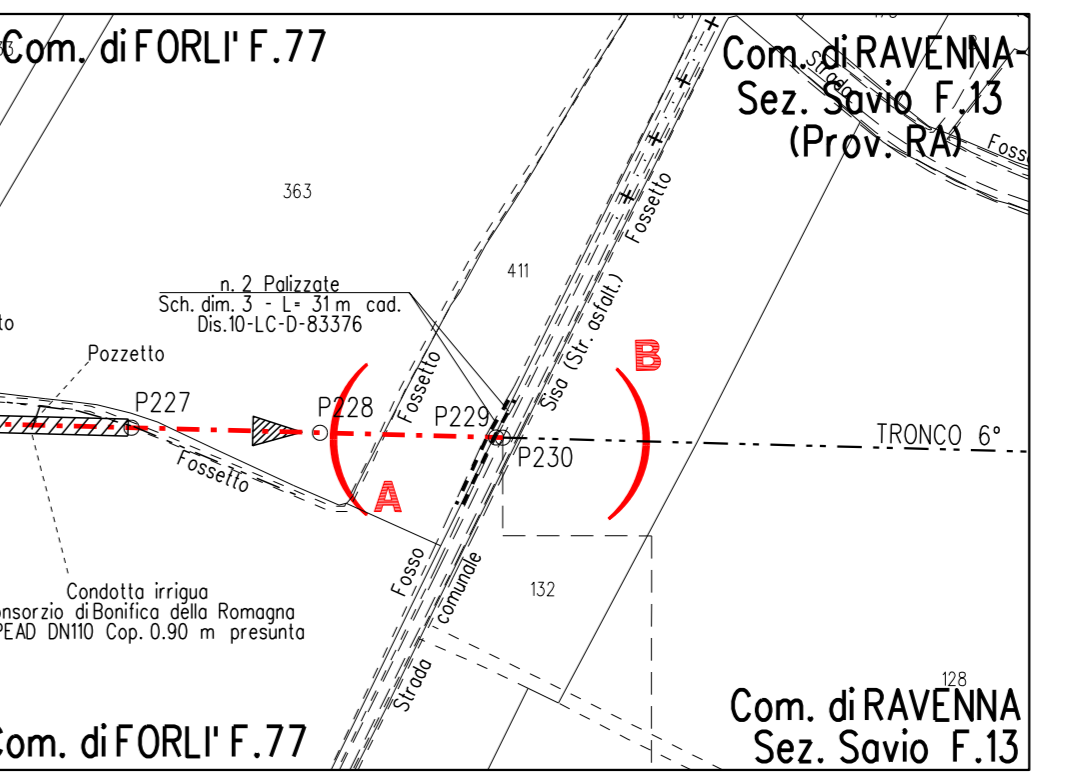 Com. di FORLI' F.77
Com. di RAVENNA
Sez. Savio F.13
(Prov. RA)
Strada
Foss
363
411
Fossetto
n. 2 Palizzate
Sch. dim. 3 - L= 31 m cad.
Dis.10-LC-D-83376
to
Pozzetto
Fossetto
Sisa (Str. asfalt.)
B
P227
P228
P229
P230
TRONCO 6°
Fossetto
A
Fosso
comunale
Strada
132
Condotta irrigua
onsorzio di Bonifica della Romagna
PEAD DN110 Cop. 0.90 m presunta
128
Com. di FORLI' F.77
Com. di RAVENNA
Sez. Savio F.13